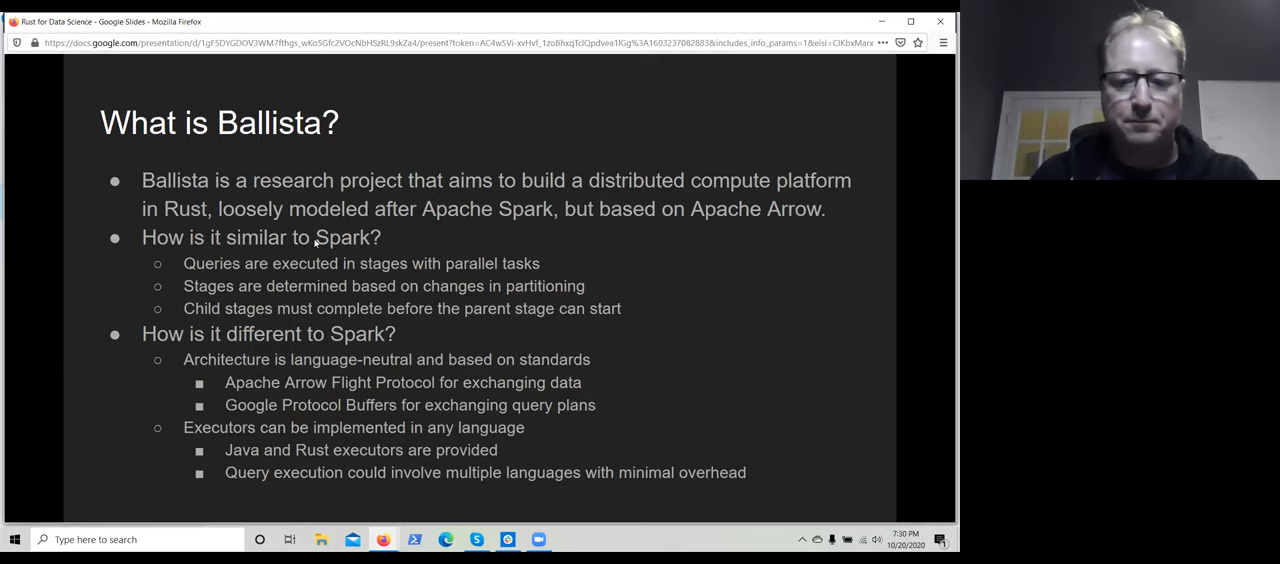 Rust for Data Science - Google Slides - Mozilla Firefox
What is Ballista?
● Ballista is a research project that aims to build a distributed compute platform
in Rust, loosely modeled after Apache Spark, but based on Apache Arrow.
● How is it similar to Spark?
○ Queries are executed in stages with parallel tasks
○ Stages are determined based on changes in partitioning
○ Child stages must complete before the parent stage can start
● How is it different to Spark?
○ Architecture is language-neutral and based on standards
■ Apache Arrow Flight Protocol for exchanging data
■ Google Protocol Buffers for exchanging query plans
○ Executors can be implemented in any language
■ Java and Rust executors are provided
■ Query execution could involve multiple languages with minimal overhead
Type here to search
7:30 PM
10/20/2020